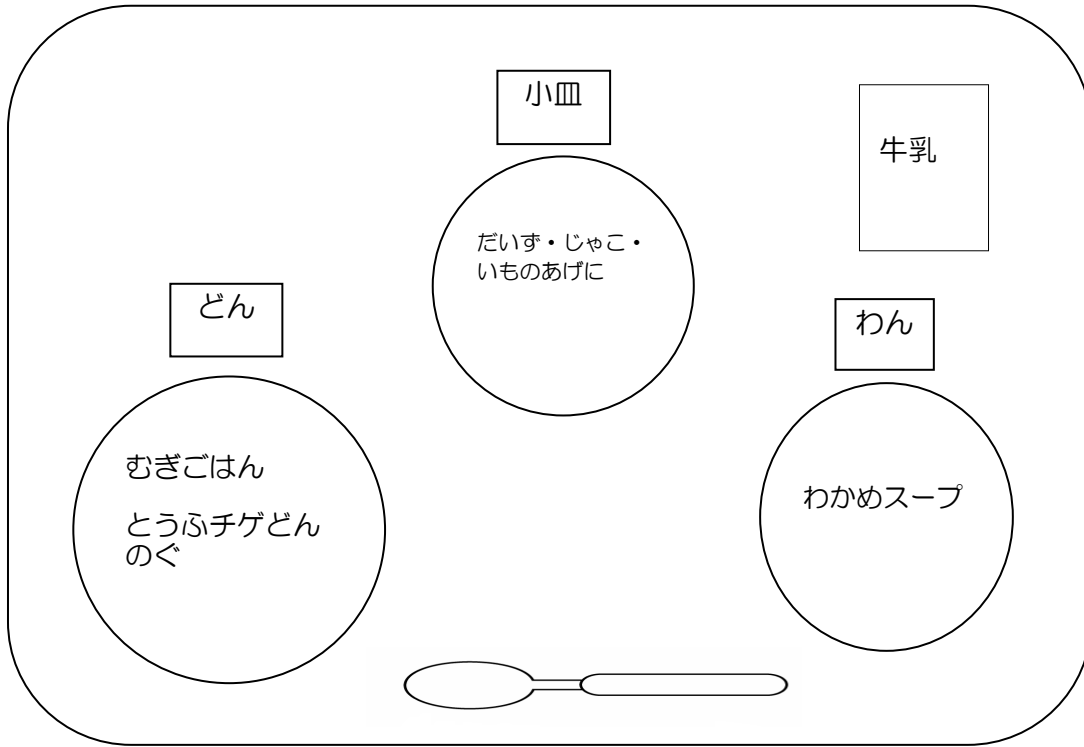 小皿
牛乳
だいず・じゃこ・
いものあげに
どん
わん
むぎごはん
とうふチゲどん
のぐ
わかめスープ